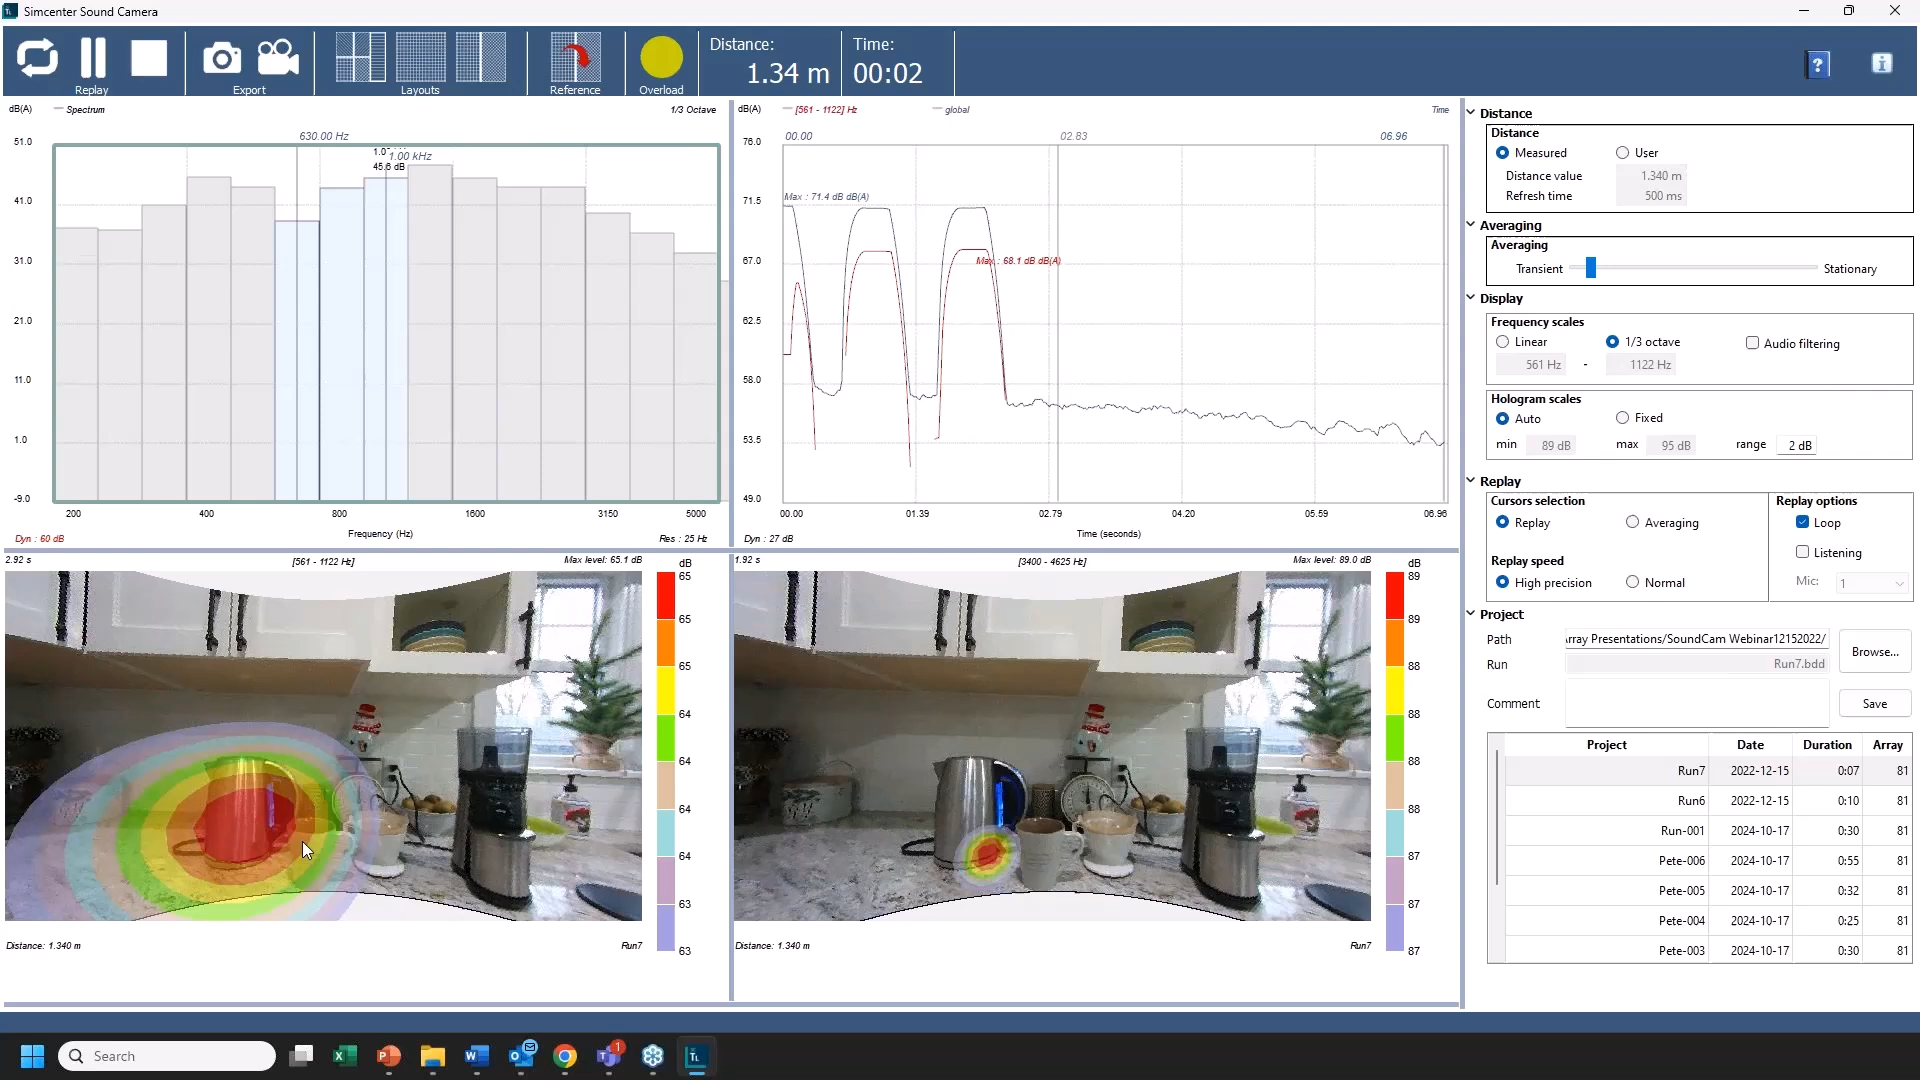 Simcenter Sound Camera
Replay
Export
Layouts
Reference
Overload
Distance:
1.34 m
Time:
00:02
dB(A)
Spectrum
1/3 Octave
630.00 Hz
1.00 kHz
45.6 dB
51.0
41.0
31.0
21.0
11.0
1.0
-9.0
200
400
800
1600
3150
5000
Frequency (Hz)
Dyn : 60 dB
Res : 25 Hz
dB(A)
[561 - 1122] Hz
global
Time
00.00
02.83
06.96
76.0
71.5
67.0
62.5
58.0
53.5
49.0
Max : 71.4 dB dB(A)
Max : 68.1 dB dB(A)
00.00
01.39
02.79
04.20
05.59
06.96
Time (seconds)
Dyn : 27 dB
2.92 s
[561 - 1122 Hz]
Max level: 65.1 dB
dB
65
65
65
64
64
64
64
63
63
Distance: 1.340 m
Run7
1.92 s
[3400 - 4625 Hz]
Max level: 89.0 dB
dB
89
89
88
88
88
88
87
87
87
Distance: 1.340 m
Run7
Distance
Distance
Measured
User
Distance value
1.340 m
Refresh time
500 ms
Averaging
Averaging
Transient
Stationary
Display
Frequency scales
Linear
1/3 octave
Audio filtering
561 Hz
-
1122 Hz
Hologram scales
Auto
Fixed
min
89 dB
max
95 dB
range
2 dB
Replay
Cursors selection
Replay
Averaging
Replay speed
High precision
Normal
Replay options
Loop
Listening
Mic:
1
Project
Path
rray Presentations/SoundCam Webinar12152022/
Browse...
Run
Run7.bdd
Comment
Save
Project Date Duration Array
Run7 2022-12-15 0:07 81
Run6 2022-12-15 0:10 81
Run-001 2024-10-17 0:30 81
Pete-006 2024-10-17 0:55 81
Pete-005 2024-10-17 0:32 81
Pete-004 2024-10-17 0:25 81
Pete-003 2024-10-17 0:30 81
Search
1